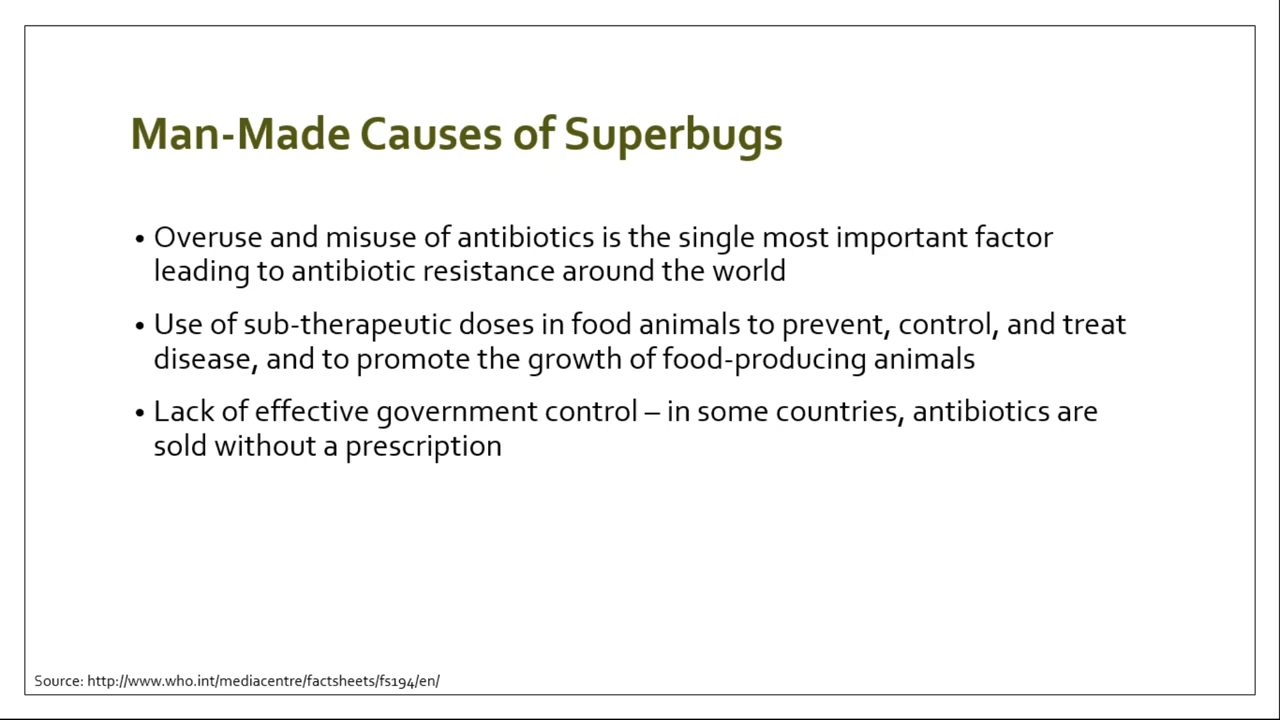 Man-Made Causes of Superbugs
• Overuse and misuse of antibiotics is the single most important factor
leading to antibiotic resistance around the world
• Use of sub-therapeutic doses in food animals to prevent, control, and treat
disease, and to promote the growth of food-producing animals
• Lack of effective government control – in some countries, antibiotics are
sold without a prescription
Source: http://www.who.int/mediacentre/factsheets/fs194/en/